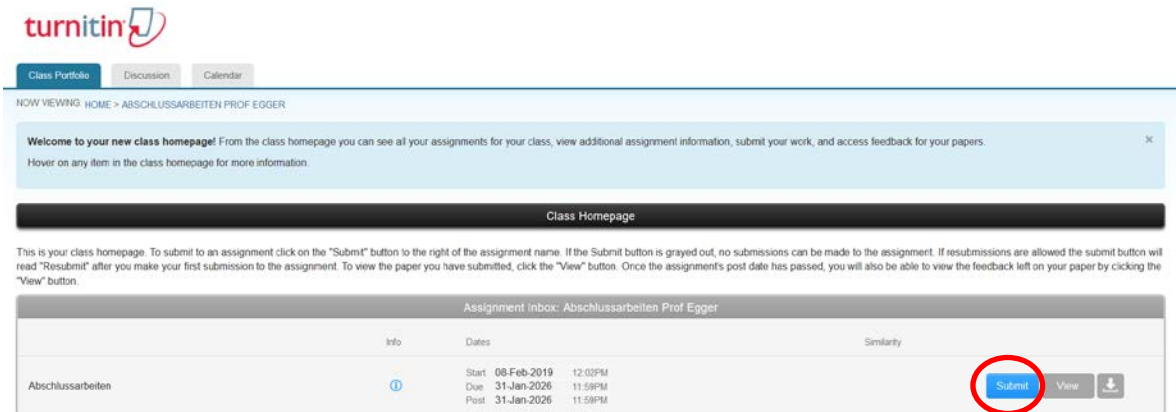 turnitin
Class Portfolio Discussion Calendar
NOW VIEWING: HOME > ABSCHLUSSARBEITEN PROF EGGER
Welcome to your new class homepage! From the class homepage you can see all your assignments for your class, view additional assignment information, submit your work, and access feedback for your papers. ×
Hover on any item in the class homepage for more information.
Class Homepage
This is your class homepage. To submit to an assignment click on the "Submit" button to the right of the assignment name. If the Submit button is grayed out, no submissions can be made to the assignment. If resubmissions are allowed the submit button will
read "Resubmit" after you make your first submission to the assignment. To view the paper you have submitted, click the "View" button. Once the assignment's post date has passed, you will also be able to view the feedback left on your paper by clicking the
"View" button.
Assignment Inbox: Abschlussarbeiten Prof Egger
Info Dates Similarity
Start 08-Feb-2019 12:02PM
Abschlussarbeiten Due 31-Jan-2026 11:59PM Submit View
Post 31-Jan-2026 11:59PM